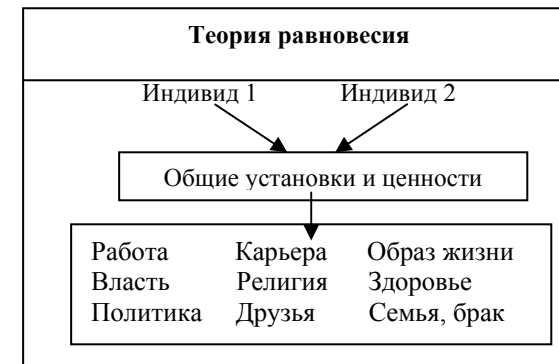 Теория равновесия
Индивид 1 Индивид 2
Общие установки и ценности
Работа Карьера Образ жизни
Власть Религия Здоровье
Политика Друзья Семья, брак